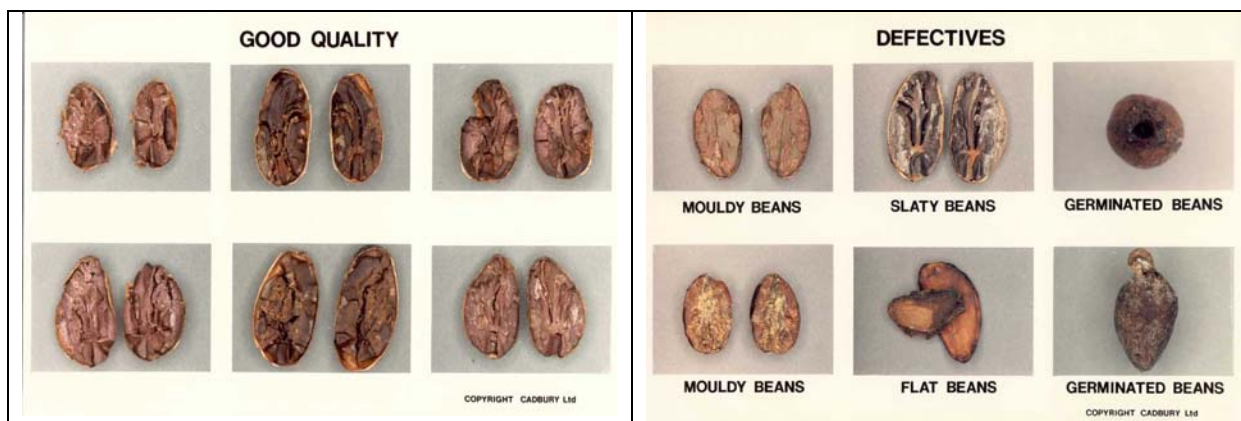 GOOD QUALITY
COPYRIGHT CADBURY Ltd
DEFECTIVES
MOULDY BEANS SLATY BEANS GERMINATED BEANS
MOULDY BEANS FLAT BEANS GERMINATED BEANS
COPYRIGHT CADBURY Ltd